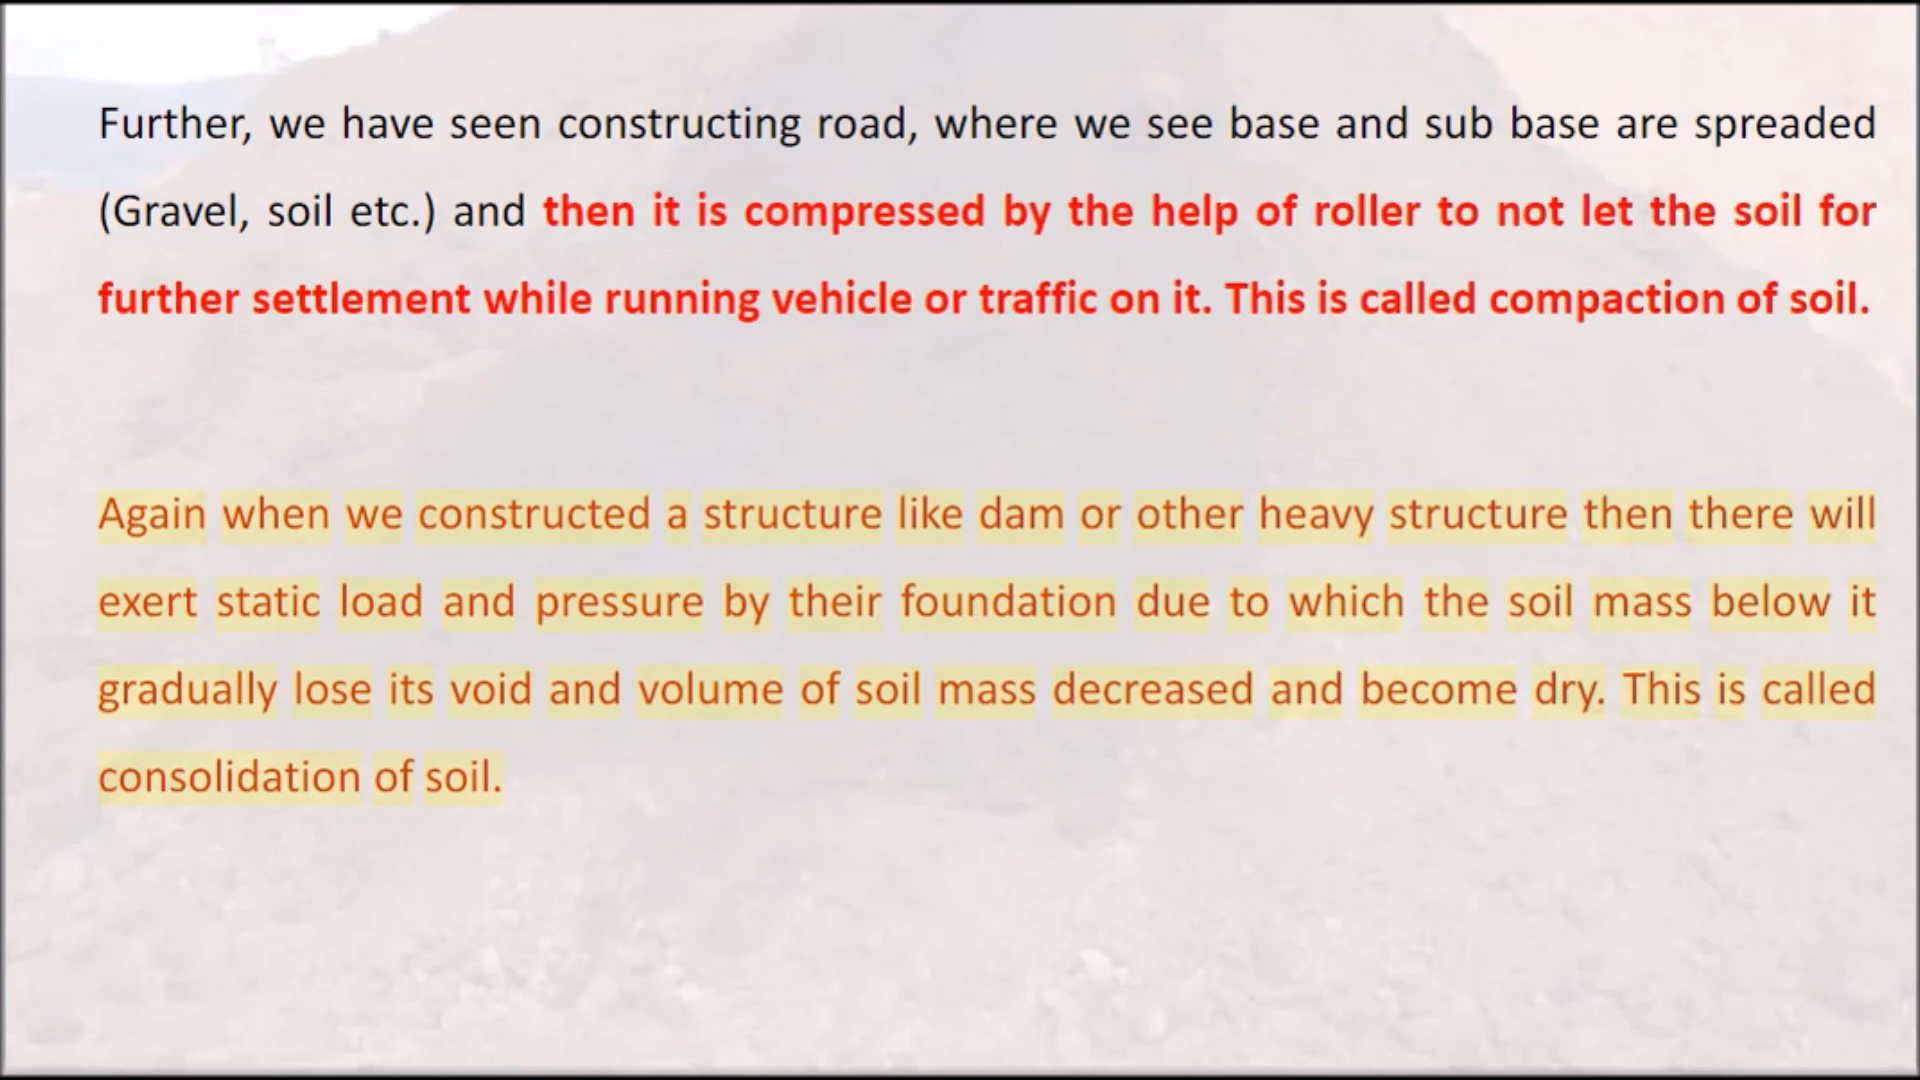 Further, we have seen constructing road, where we see base and sub base are spreaded
(Gravel, soil etc.) and then it is compressed by the help of roller to not let the soil for
further settlement while running vehicle or traffic on it. This is called compaction of soil.
Again when we constructed a structure like dam or other heavy structure then there will
exert static load and pressure by their foundation due to which the soil mass below it
gradually lose its void and volume of soil mass decreased and become dry. This is called
consolidation of soil.